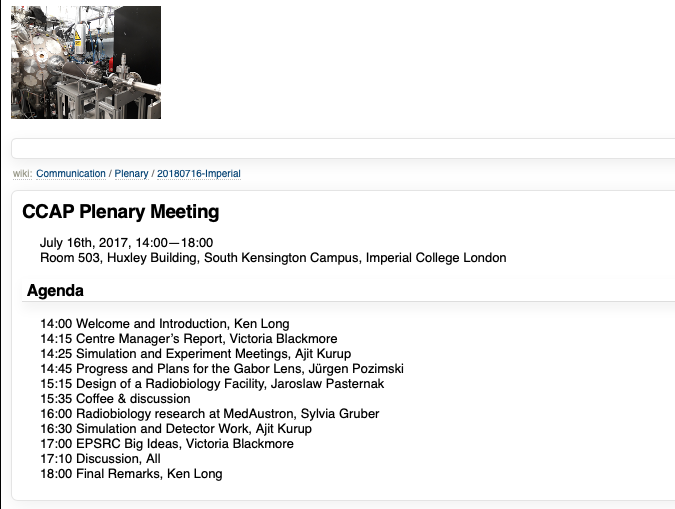 wiki: Communication / Plenary / 20180716-Imperial
CCAP Plenary Meeting
July 16th, 2017, 14:00—18:00
Room 503, Huxley Building, South Kensington Campus, Imperial College London
Agenda
14:00 Welcome and Introduction, Ken Long
14:15 Centre Manager's Report, Victoria Blackmore
14:25 Simulation and Experiment Meetings, Ajit Kurup
14:45 Progress and Plans for the Gabor Lens, Jürgen Pozimski
15:15 Design of a Radiobiology Facility, Jaroslaw Pasternak
15:35 Coffee & discussion
16:00 Radiobiology research at MedAustron, Sylvia Gruber
16:30 Simulation and Detector Work, Ajit Kurup
17:00 EPSRC Big Ideas, Victoria Blackmore
17:10 Discussion, All
18:00 Final Remarks, Ken Long